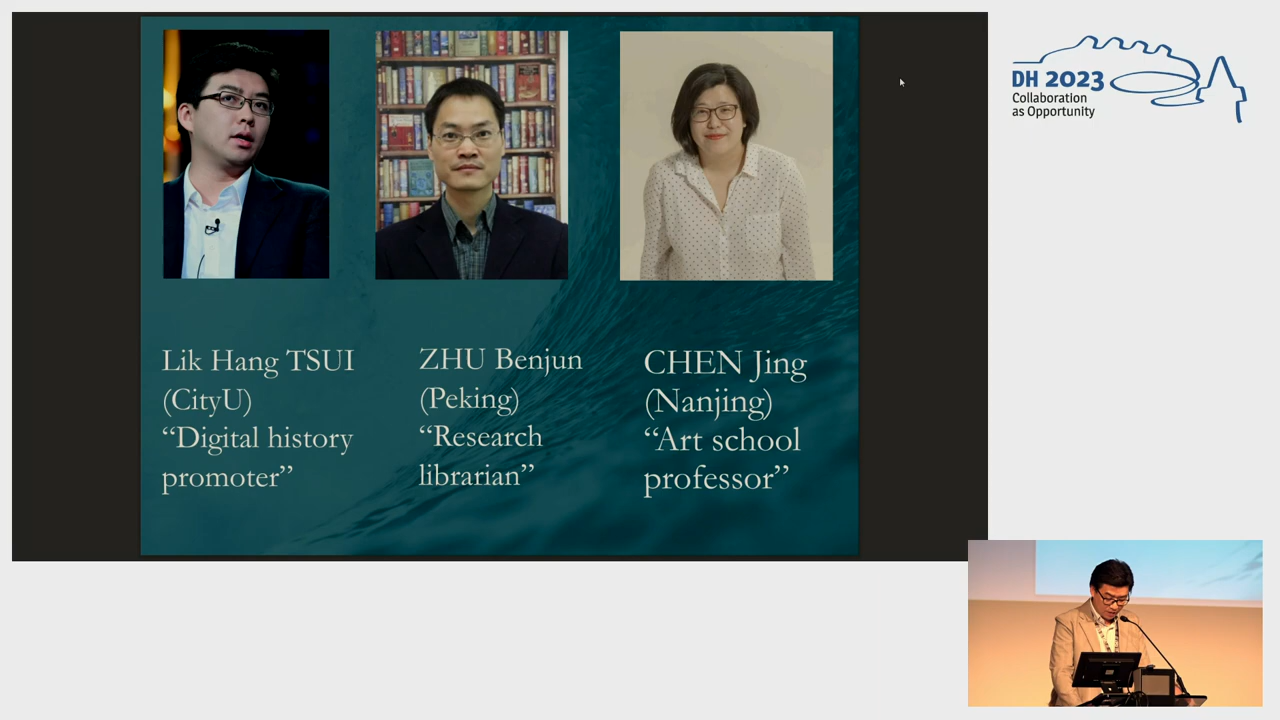 Lik Hang TSUI
(CityU)
“Digital history
promoter”
ZHU Benjun
(Peking)
“Research
librarian”
CHEN Jing
(Nanjing)
“Art school
professor”
DH 2023
Collaboration
as Opportunity